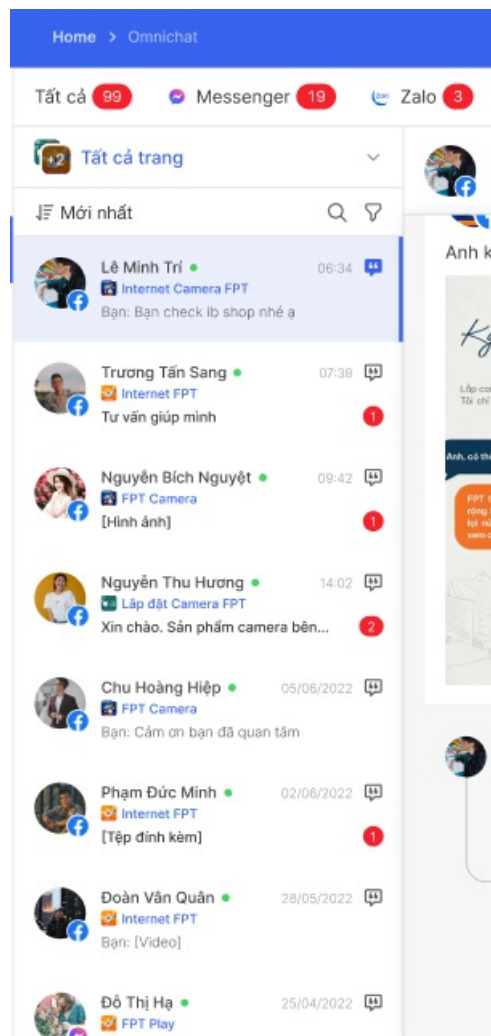 Home > Omnichat
Tất cả 99 Messenger 19 Zalo 3
+2 Tất cả trang
Mới nhất
Anh k
Lê Minh Trí 06:34
Internet Camera FPT
Bạn: Bạn check ib shop nhé ạ
Trương Tấn Sang 07:38
Internet FPT
Tư vấn giúp mình 1
Nguyễn Bích Nguyệt 09:42
FPT Camera
[Hình ảnh] 1
Nguyễn Thu Hương 14:02
Lắp đặt Camera FPT
Xin chào. Sản phẩm camera bên... 2
Chu Hoàng Hiệp 05/06/2022
FPT Camera
Bạn: Cảm ơn bạn đã quan tâm
Phạm Đức Minh 02/06/2022
Internet FPT
[Tệp đính kèm] 1
Đoàn Văn Quân 28/05/2022
Internet FPT
Bạn: [Video]
Đỗ Thị Hạ 25/04/2022
FPT Play